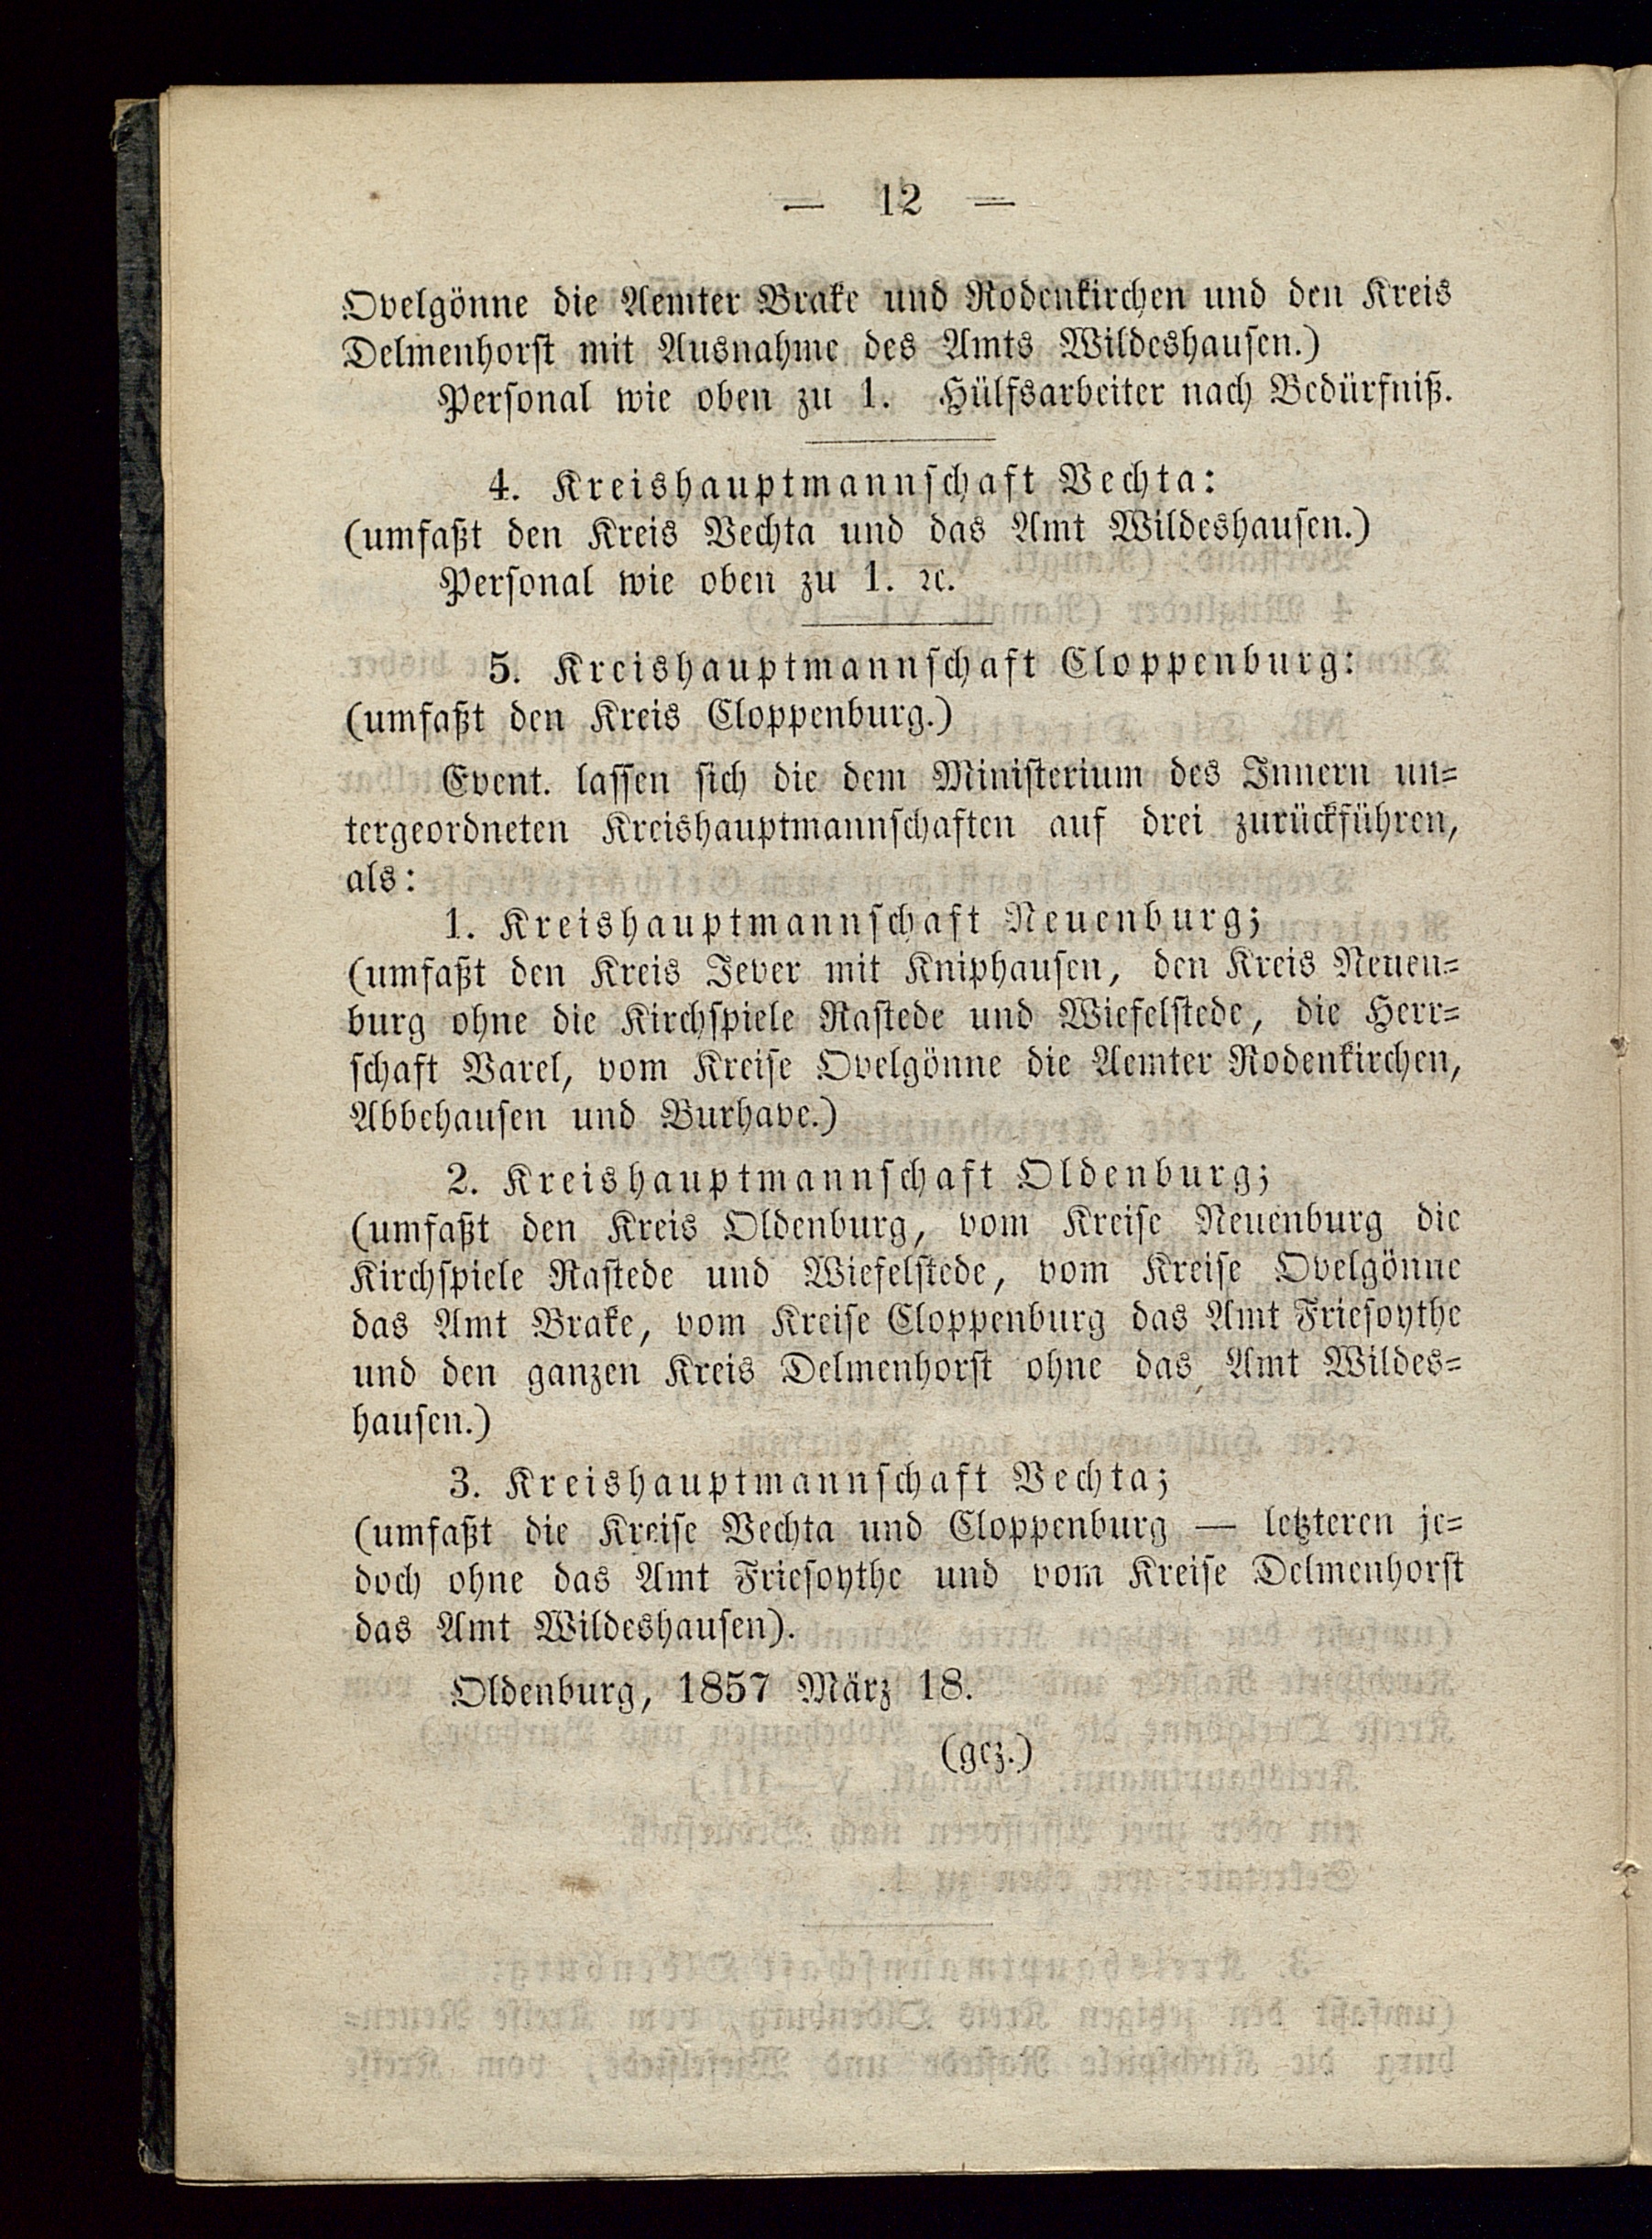 — 12 —
Ovelgönne die Aemter Brake und Rodenkirchen und den Kreis
Delmenhorst mit Ausnahme des Amts Wildeshausen.)
Personal wie oben zu 1. Hülfsarbeiter nach Bedürfniß.
4. Kreishauptmannschaft Vechta:
(umfaßt den Kreis Vechta und das Amt Wildeshausen.)
Personal wie oben zu 1. ꝛc.
5. Kreishauptmannschaft Cloppenburg:
(umfaßt den Kreis Cloppenburg.)
Event. lassen sich die dem Ministerium des Innern un=
tergeordneten Kreishauptmannschaften auf drei zurückführen,
als:
1. Kreishauptmannschaft Neuenburg;
(umfaßt den Kreis Jever mit Kniphausen, den Kreis Neuen=
burg ohne die Kirchspiele Rastede und Wiefelstede, die Herr=
schaft Varel, vom Kreise Ovelgönne die Aemter Rodenkirchen,
Abbehausen und Burhave.)
2. Kreishauptmannschaft Oldenburg;
(umfaßt den Kreis Oldenburg, vom Kreise Neuenburg die
Kirchspiele Rastede und Wiefelstede, vom Kreise Ovelgönne
das Amt Brake, vom Kreise Cloppenburg das Amt Friesoythe
und den ganzen Kreis Delmenhorst ohne das Amt Wildes=
hausen.)
3. Kreishauptmannschaft Vechta;
(umfaßt die Kreise Vechta und Cloppenburg — letzteren je=
doch ohne das Amt Friesoythe und vom Kreise Delmenhorst
das Amt Wildeshausen).
Oldenburg, 1857 März 18.
(gez.)